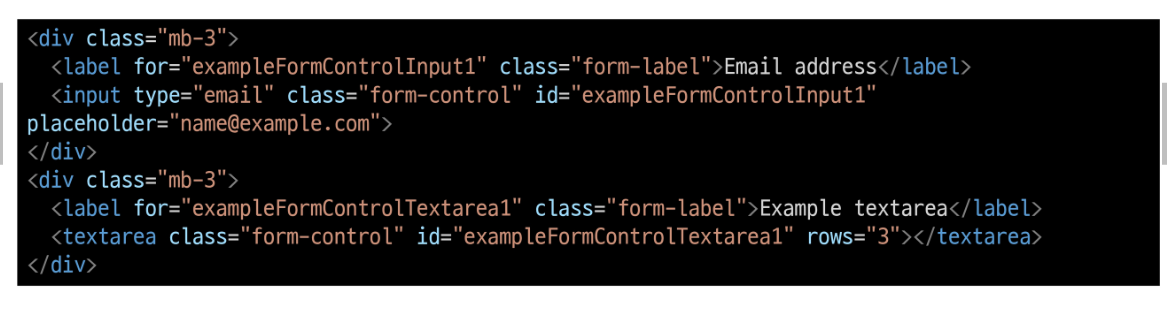 <div class="mb-3">
  <label for="exampleFormControlInput1" class="form-label">Email address</label>
  <input type="email" class="form-control" id="exampleFormControlInput1"
placeholder="name@example.com">
</div>
<div class="mb-3">
  <label for="exampleFormControlTextarea1" class="form-label">Example textarea</label>
  <textarea class="form-control" id="exampleFormControlTextarea1" rows="3"></textarea>
</div>